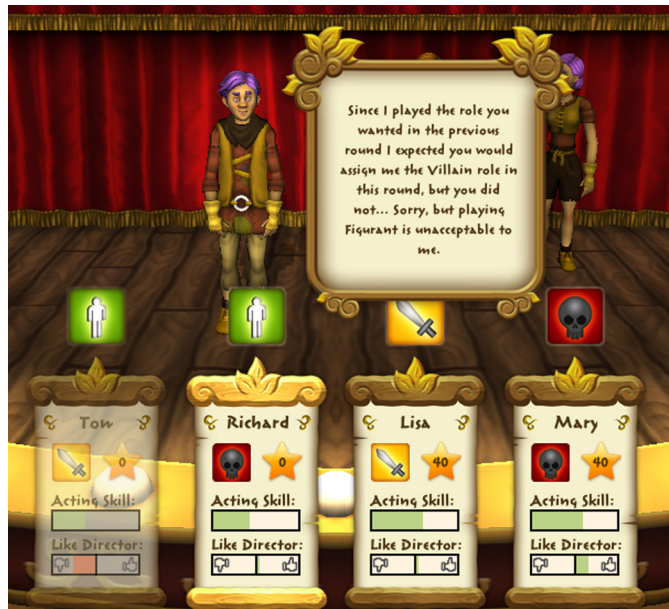 Since I played the role you
wanted in the previous
round I expected you would
assign me the Villain role in
this round, but you did
not... Sorry, but playing
Figurant is unacceptable to
me.
Tom Richard Lisa Mary
0 0 40 40
Acting Skill: Acting Skill: Acting Skill: Acting Skill:
Like Director: Like Director: Like Director: Like Director: